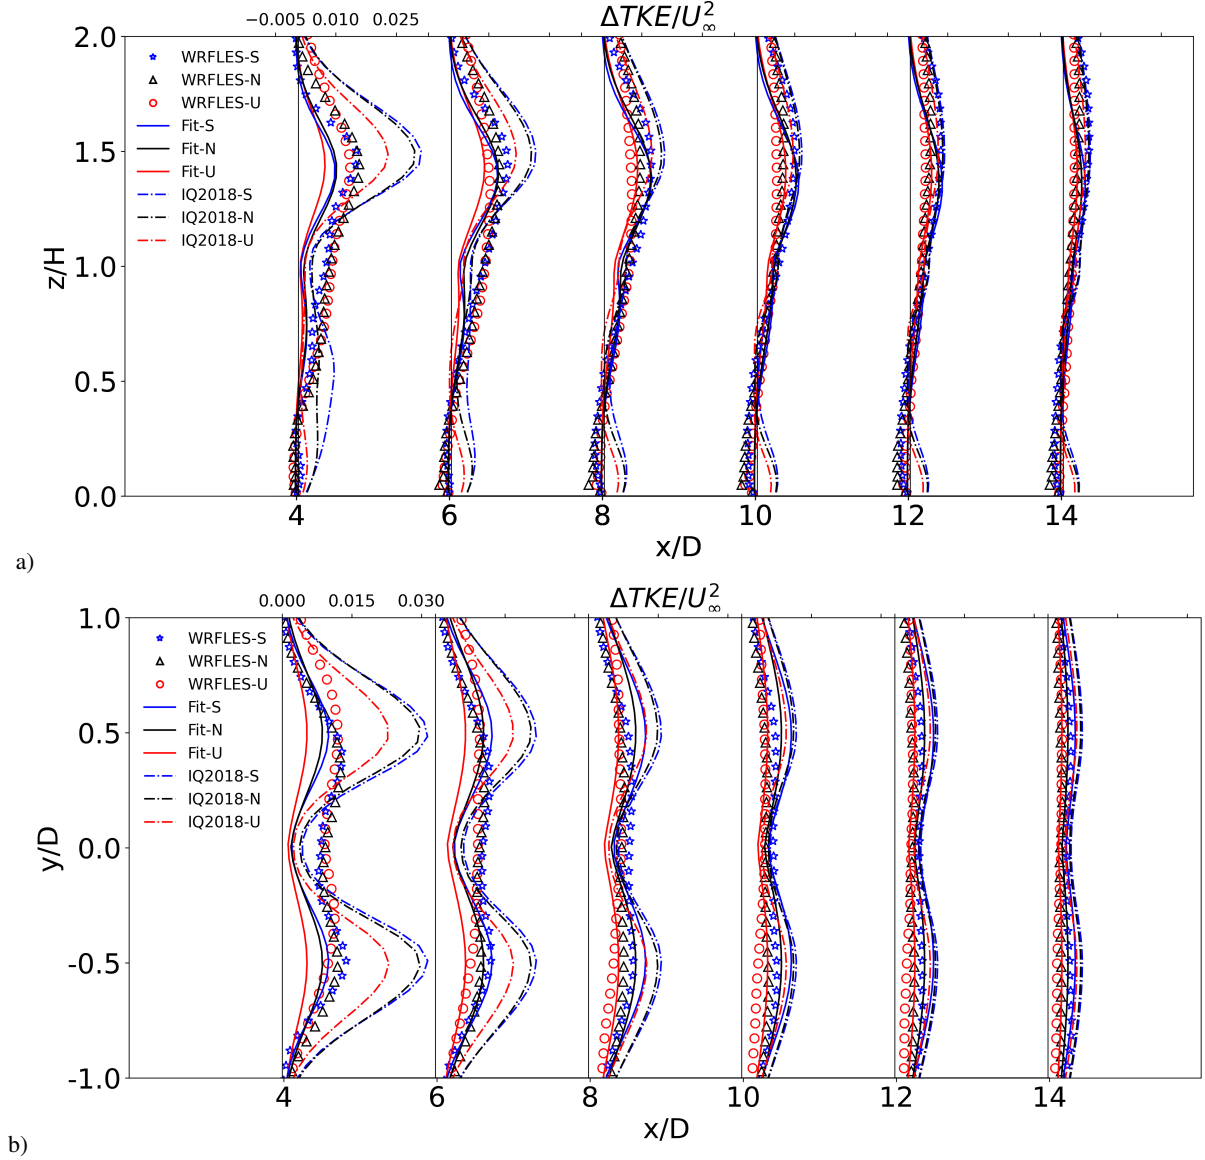 −0.005 0.010 0.025
ΔTKE/U²∞
2.0
1.5
1.0
0.5
0.0
z/H
WRFLES-S
WRFLES-N
WRFLES-U
Fit-S
Fit-N
Fit-U
IQ2018-S
IQ2018-N
IQ2018-U
4 6 8 10 12 14
x/D
a)
0.000 0.015 0.030
ΔTKE/U²∞
1.0
0.5
0.0
-0.5
-1.0
y/D
WRFLES-S
WRFLES-N
WRFLES-U
Fit-S
Fit-N
Fit-U
IQ2018-S
IQ2018-N
IQ2018-U
4 6 8 10 12 14
x/D
b)